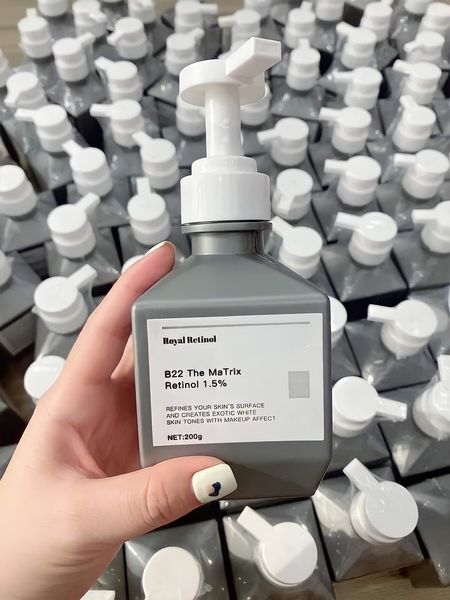 Royal Retinol
B22 The MaTrix
Retinol 1.5%
REFINES YOUR SKIN'S SURFACE
AND CREATES EXOTIC WHITE
SKIN TONES WITH MAKEUP AFFECT
NET:200g